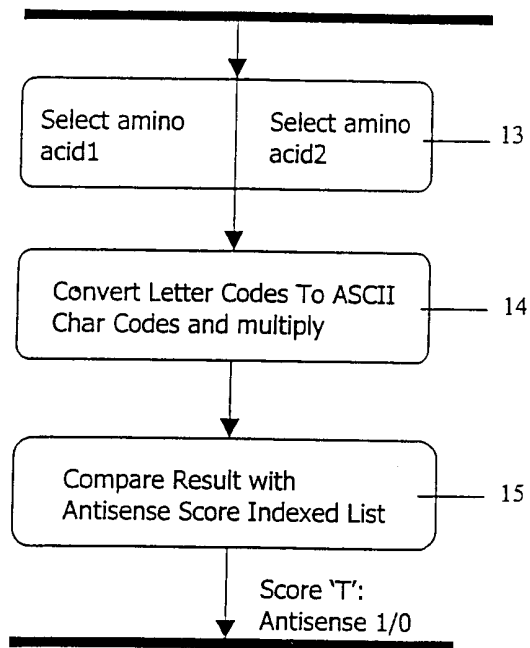 Select amino
acid1
Select amino
acid2
13
Convert Letter Codes To ASCII
Char Codes and multiply
14
Compare Result with
Antisense Score Indexed List
15
Score ‘T’:
Antisense 1/0